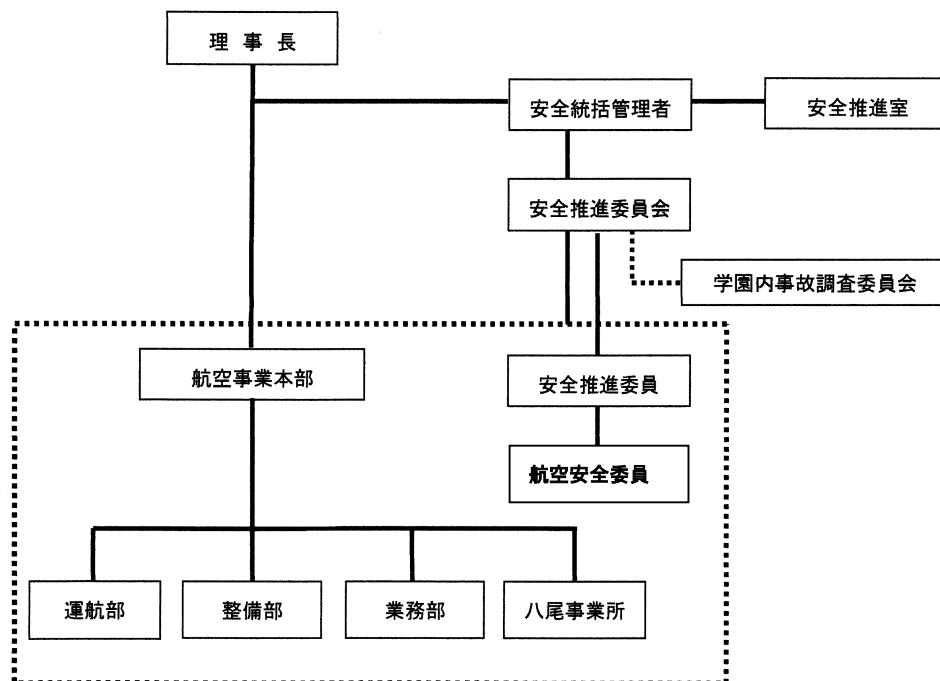 理 事 長
安全統括管理者
安全推進室
安全推進委員会
学園内事故調査委員会
航空事業本部
安全推進委員
航空安全委員
運航部
整備部
業務部
八尾事業所